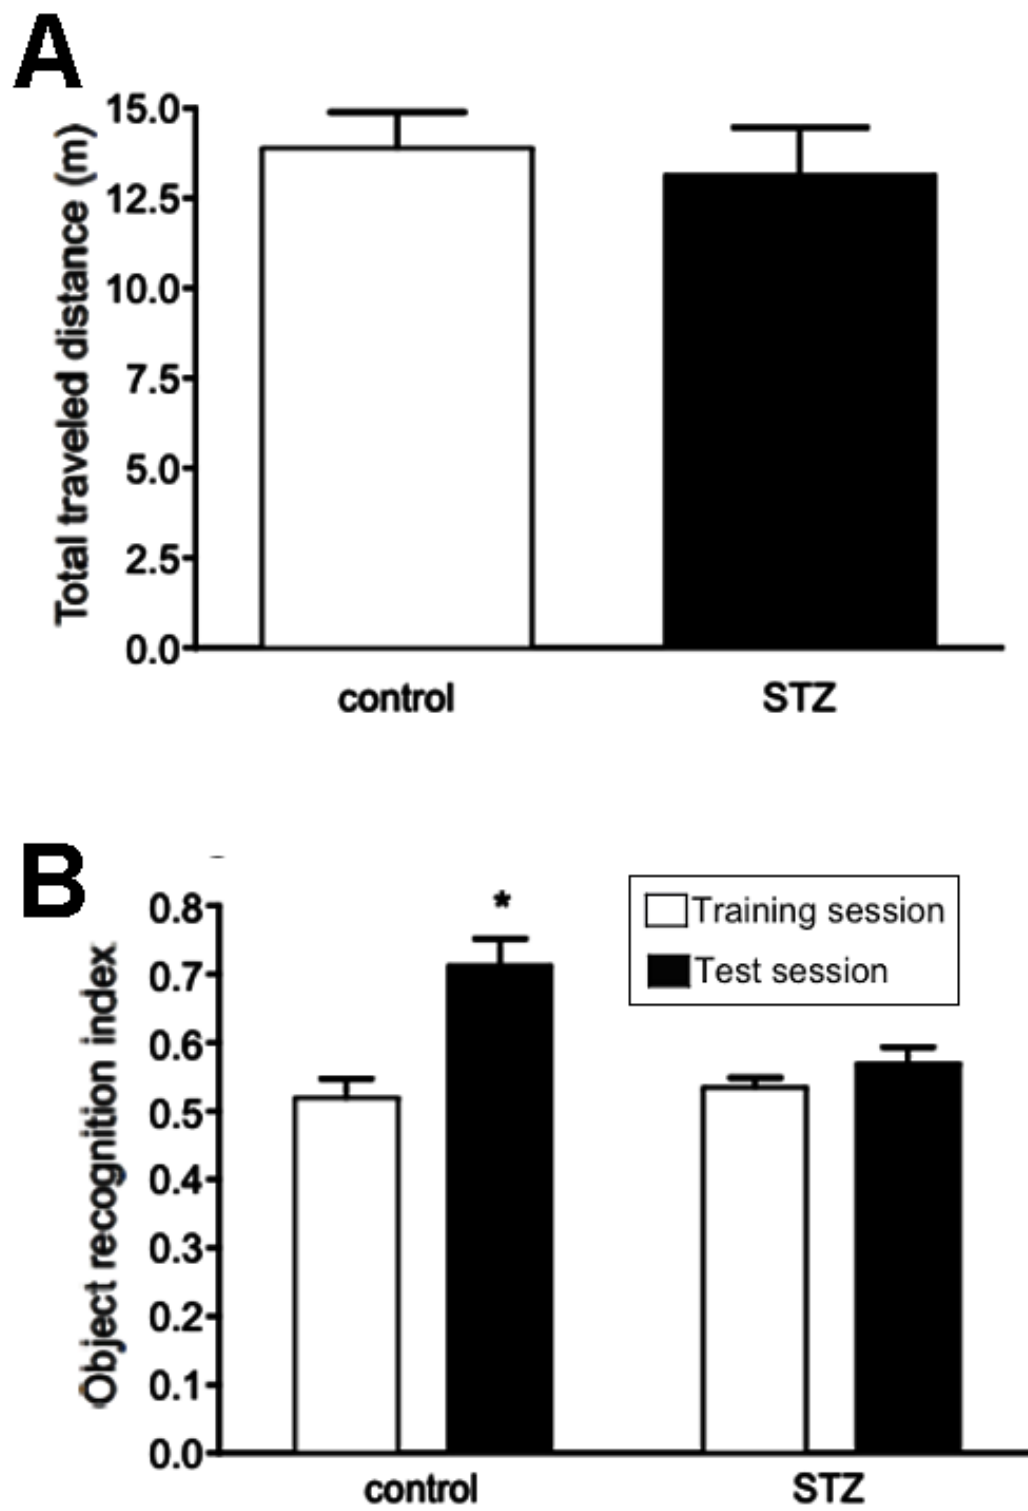 A
Total traveled distance (m)
15.0
12.5
10.0
7.5
5.0
2.5
0.0
control
STZ
B
Object recognition index
0.8
0.7
0.6
0.5
0.4
0.3
0.2
0.1
0.0
*
Training session
Test session
control
STZ